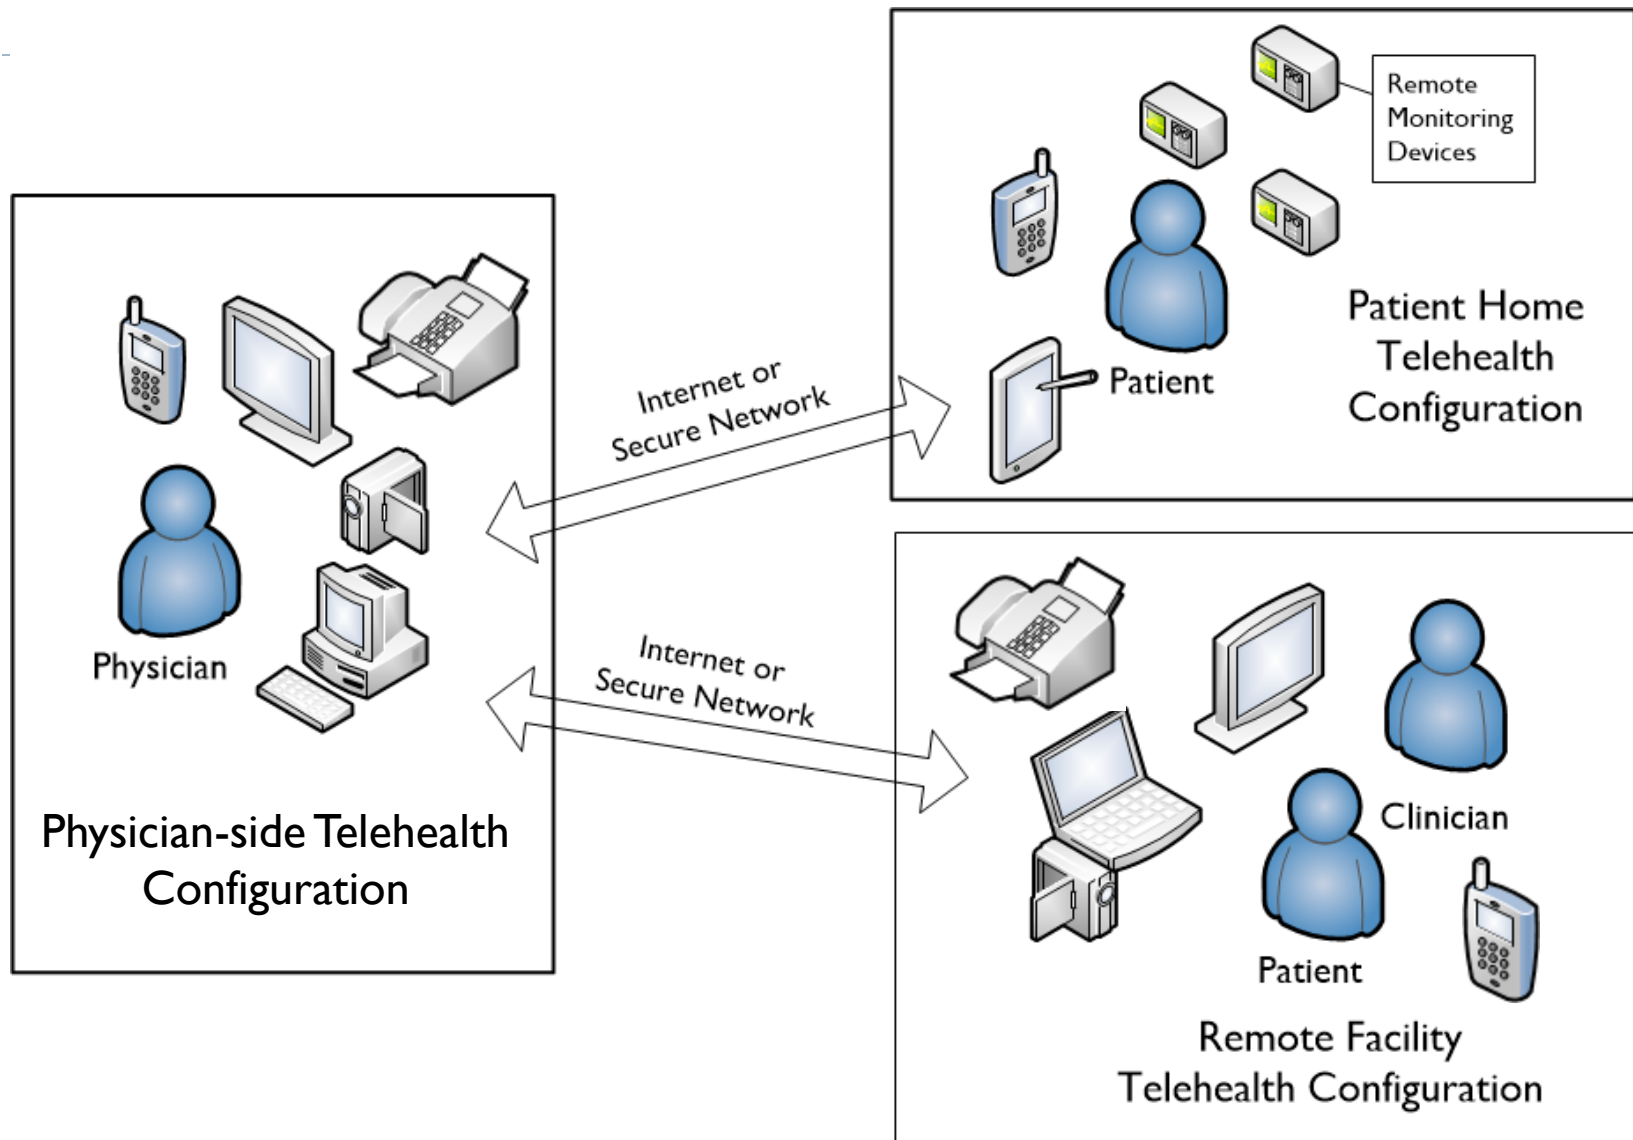 Remote
Monitoring
Devices
Patient
Patient Home
Telehealth
Configuration
Internet or
Secure Network
Physician
Physician-side Telehealth
Configuration
Internet or
Secure Network
Clinician
Patient
Remote Facility
Telehealth Configuration